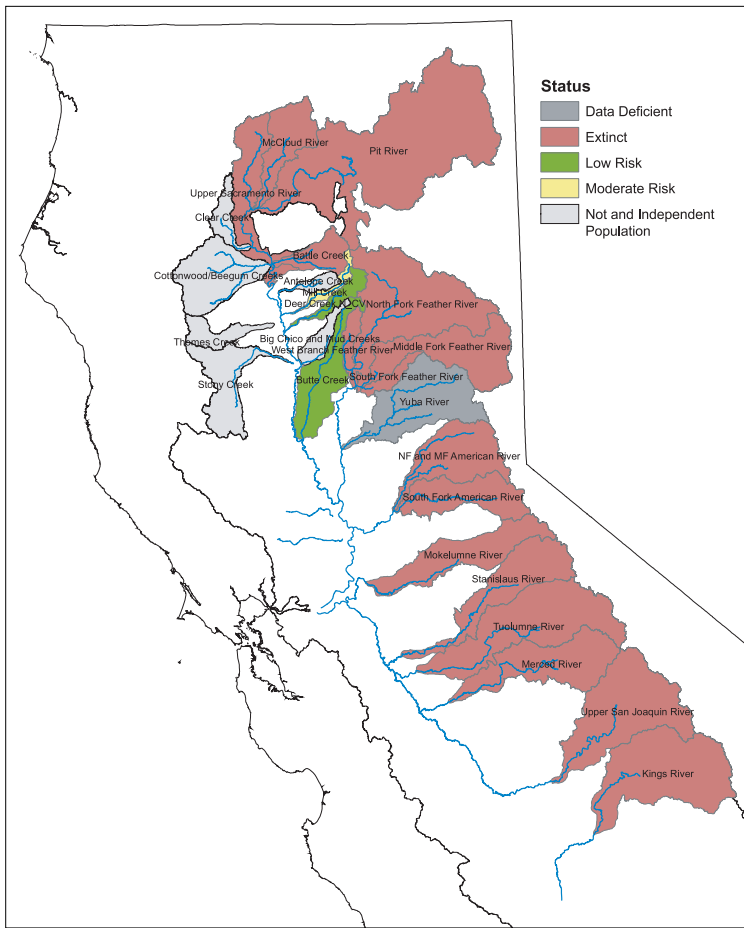 Status
Data Deficient
Extinct
Low Risk
Moderate Risk
Not and Independent
Population
McCloud River
Pit River
Upper Sacramento River
Clear Creek
Battle Creek
Cottonwood/Beegum Creeks
Antelope Creek
Mill Creek
Deer Creek
North Fork Feather River
Big Chico and Mud Creeks
Thomes Creek
West Branch Feather River
Middle Fork Feather River
Stony Creek
Butte Creek
South Fork Feather River
Yuba River
NF and MF American River
South Fork American River
Mokelumne River
Stanislaus River
Tuolumne River
Merced River
Upper San Joaquin River
Kings River